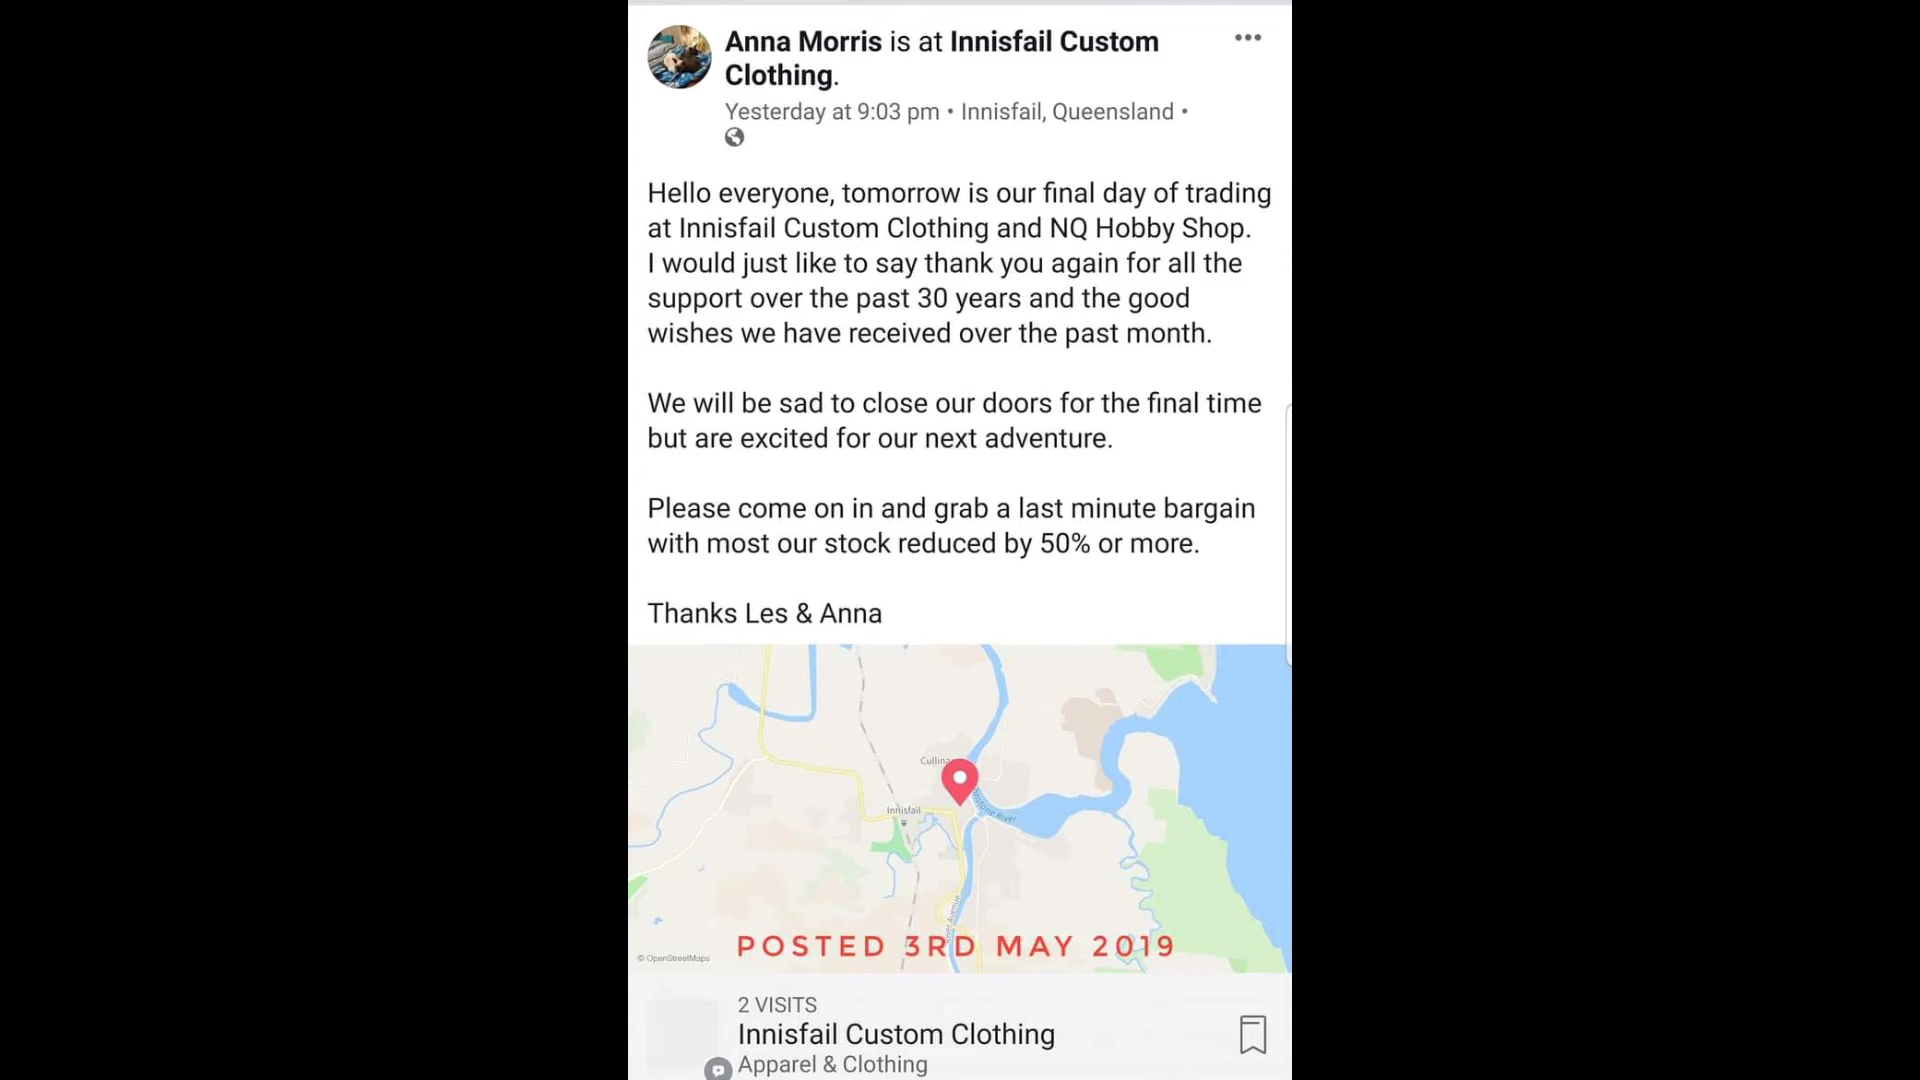 Anna Morris is at Innisfail Custom
Clothing.
Yesterday at 9:03 pm • Innisfail, Queensland •
Hello everyone, tomorrow is our final day of trading
at Innisfail Custom Clothing and NQ Hobby Shop.
I would just like to say thank you again for all the
support over the past 30 years and the good
wishes we have received over the past month.
We will be sad to close our doors for the final time
but are excited for our next adventure.
Please come on in and grab a last minute bargain
with most our stock reduced by 50% or more.
Thanks Les & Anna
Innisfail
River
POSTED 3RD MAY 2019
© OpenStreetMaps
2 VISITS
Innisfail Custom Clothing
Apparel & Clothing